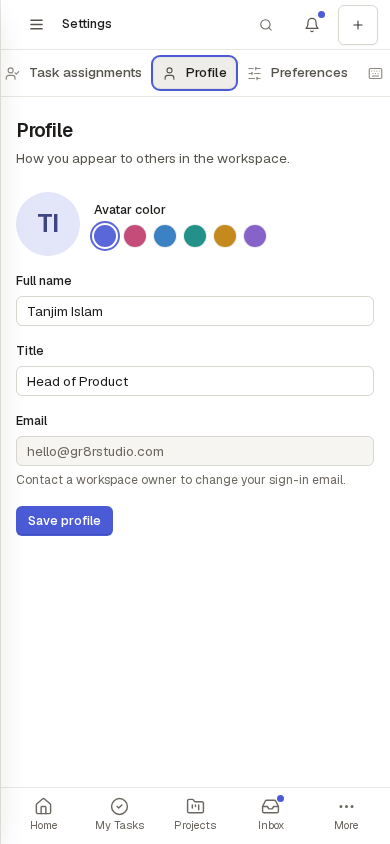 Settings
Task assignments
Profile
Preferences
Profile
How you appear to others in the workspace.
TI
Avatar color
Full name
Tanjim Islam
Title
Head of Product
Email
hello@gr8rstudio.com
Contact a workspace owner to change your sign-in email.
Save profile
Home
My Tasks
Projects
Inbox
More